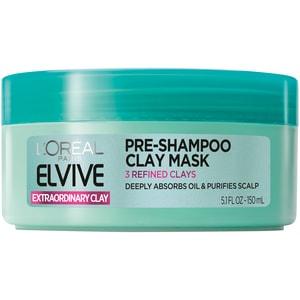 L'ORÉAL
PARIS
ELVIVE
EXTRAORDINARY CLAY
PRE-SHAMPOO
CLAY MASK
3 REFINED CLAYS
DEEPLY ABSORBS OIL & PURIFIES SCALP
5.1 FL OZ - 150 mL